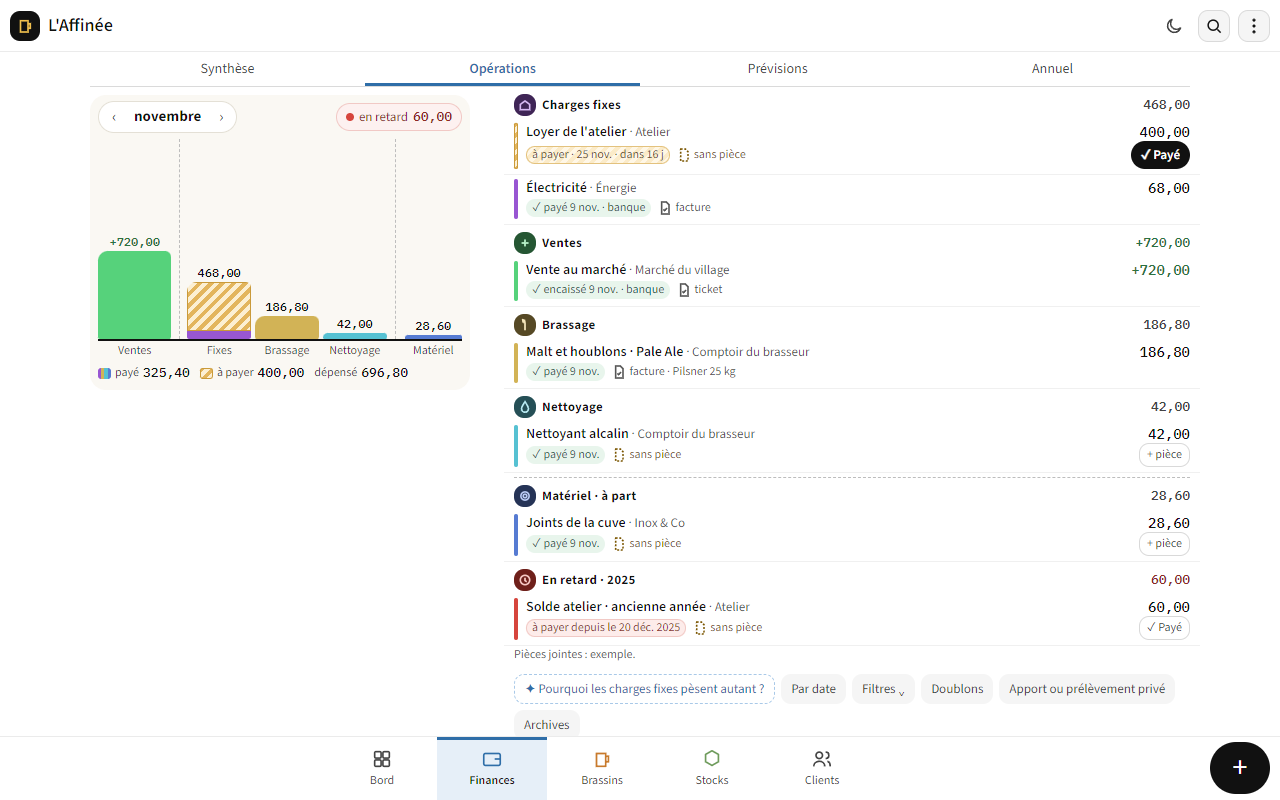 L'Affinée
Synthèse
Opérations
Prévisions
Annuel
‹ novembre ›
en retard 60,00
+720,00
468,00
186,80
42,00
28,60
Ventes
Fixes
Brassage
Nettoyage
Matériel
payé 325,40
à payer 400,00
dépensé 696,80
Charges fixes 468,00
Loyer de l'atelier · Atelier 400,00
à payer · 25 nov. · dans 16 j
sans pièce
✓ Payé
Électricité · Énergie 68,00
✓ payé 9 nov. · banque
facture
Ventes +720,00
Vente au marché · Marché du village +720,00
✓ encaissé 9 nov. · banque
ticket
Brassage 186,80
Malt et houblons · Pale Ale · Comptoir du brasseur 186,80
✓ payé 9 nov.
facture · Pilsner 25 kg
Nettoyage 42,00
Nettoyant alcalin · Comptoir du brasseur 42,00
✓ payé 9 nov.
sans pièce
+ pièce
Matériel · à part 28,60
Joints de la cuve · Inox & Co 28,60
✓ payé 9 nov.
sans pièce
+ pièce
En retard · 2025 60,00
Solde atelier · ancienne année · Atelier 60,00
à payer depuis le 20 déc. 2025
sans pièce
✓ Payé
Pièces jointes : exemple.
✦ Pourquoi les charges fixes pèsent autant ?
Par date
Filtres
Doublons
Apport ou prélèvement privé
Archives
Bord
Finances
Brassins
Stocks
Clients
+